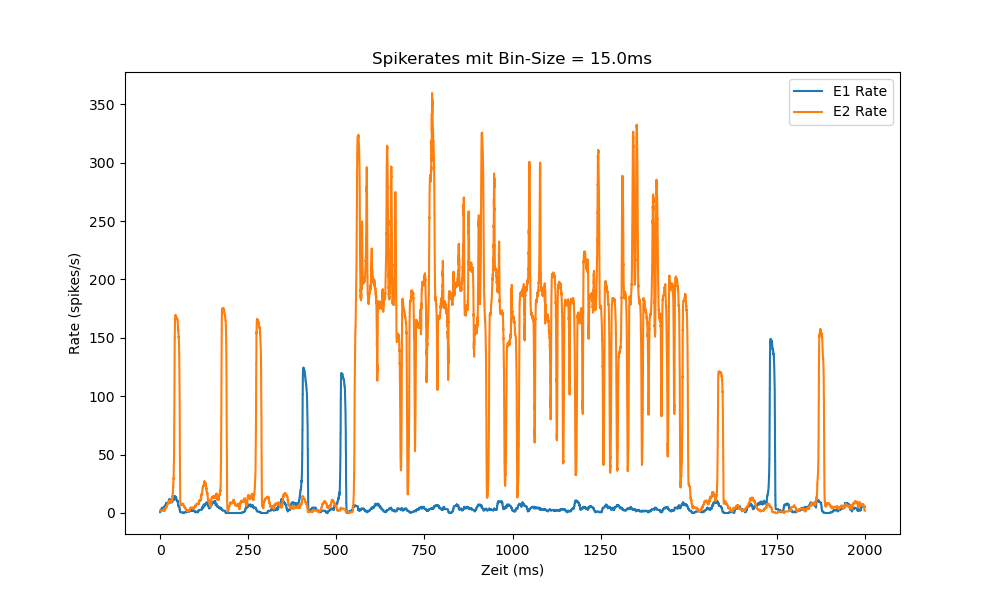 Spikerates mit Bin-Size = 15.0ms
E1 Rate
E2 Rate
Rate (spikes/s)
350
300
250
200
150
100
50
0
0 250 500 750 1000 1250 1500 1750 2000
Zeit (ms)